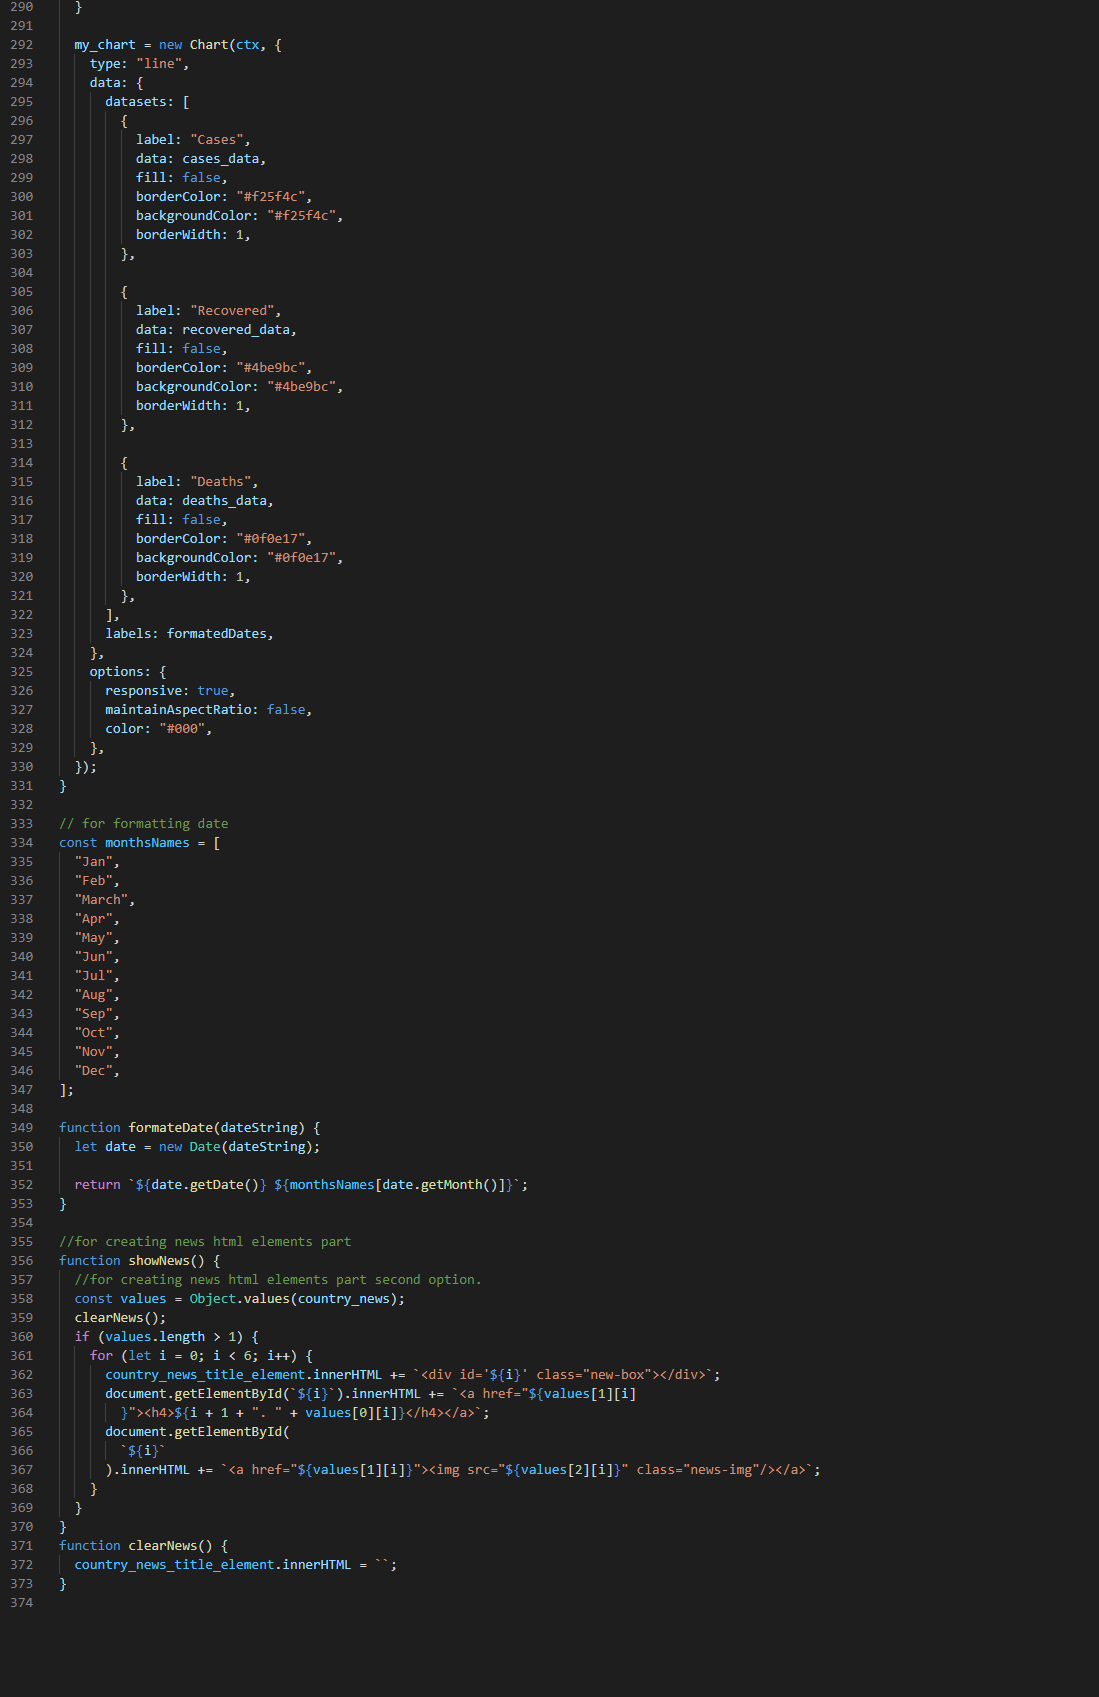 290 }
291
292 my_chart = new Chart(ctx, {
293 type: "line",
294 data: {
295 datasets: [
296 {
297 label: "Cases",
298 data: cases_data,
299 fill: false,
300 borderColor: "#f25f4c",
301 backgroundColor: "#f25f4c",
302 borderWidth: 1,
303 },
304
305 {
306 label: "Recovered",
307 data: recovered_data,
308 fill: false,
309 borderColor: "#4be9bc",
310 backgroundColor: "#4be9bc",
311 borderWidth: 1,
312 },
313
314 {
315 label: "Deaths",
316 data: deaths_data,
317 fill: false,
318 borderColor: "#0f0e17",
319 backgroundColor: "#0f0e17",
320 borderWidth: 1,
321 },
322 ],
323 labels: formatedDates,
324 },
325 options: {
326 responsive: true,
327 maintainAspectRatio: false,
328 color: "#000",
329 },
330 });
331 }
332
333 // for formatting date
334 const monthsNames = [
335 "Jan",
336 "Feb",
337 "March",
338 "Apr",
339 "May",
340 "Jun",
341 "Jul",
342 "Aug",
343 "Sep",
344 "Oct",
345 "Nov",
346 "Dec",
347 ];
348
349 function formateDate(dateString) {
350 let date = new Date(dateString);
351
352 return `${date.getDate()} ${monthsNames[date.getMonth()]}`;
353 }
354
355 //for creating news html elements part
356 function showNews() {
357 //for creating news html elements part second option.
358 const values = Object.values(country_news);
359 clearNews();
360 if (values.length > 1) {
361 for (let i = 0; i < 6; i++) {
362 country_news_title_element.innerHTML += `<div id='${i}' class="new-box"></div>`;
363 document.getElementById(`${i}`).innerHTML += `<a href="${values[1][i]
364 }"><h4>${i + 1 + ". " + values[0][i]}</h4></a>`;
365 document.getElementById(
366 `${i}`
367 ).innerHTML += `<a href="${values[1][i]}"><img src="${values[2][i]}" class="news-img"/></a>`;
368 }
369 }
370 }
371 function clearNews() {
372 country_news_title_element.innerHTML = ``;
373 }
374